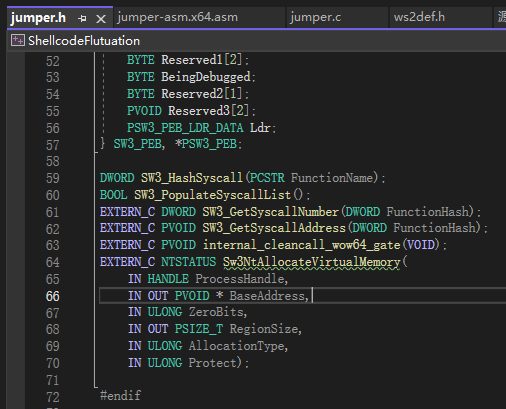 jumper.h
jumper-asm.x64.asm
jumper.c
ws2def.h
源
ShellcodeFlutuation
52 BYTE Reserved1[2];
53 BYTE BeingDebugged;
54 BYTE Reserved2[1];
55 PVOID Reserved3[2];
56 PSW3_PEB_LDR_DATA Ldr;
57 } SW3_PEB, *PSW3_PEB;
58
59 DWORD SW3_HashSyscall(PCSTR FunctionName);
60 BOOL SW3_PopulateSyscallList();
61 EXTERN_C DWORD SW3_GetSyscallNumber(DWORD FunctionHash);
62 EXTERN_C PVOID SW3_GetSyscallAddress(DWORD FunctionHash);
63 EXTERN_C PVOID internal_cleancall_wow64_gate(VOID);
64 EXTERN_C NTSTATUS Sw3NtAllocateVirtualMemory(
65 IN HANDLE ProcessHandle,
66 IN OUT PVOID * BaseAddress,
67 IN ULONG ZeroBits,
68 IN OUT PSIZE_T RegionSize,
69 IN ULONG AllocationType,
70 IN ULONG Protect);
71
72 #endif